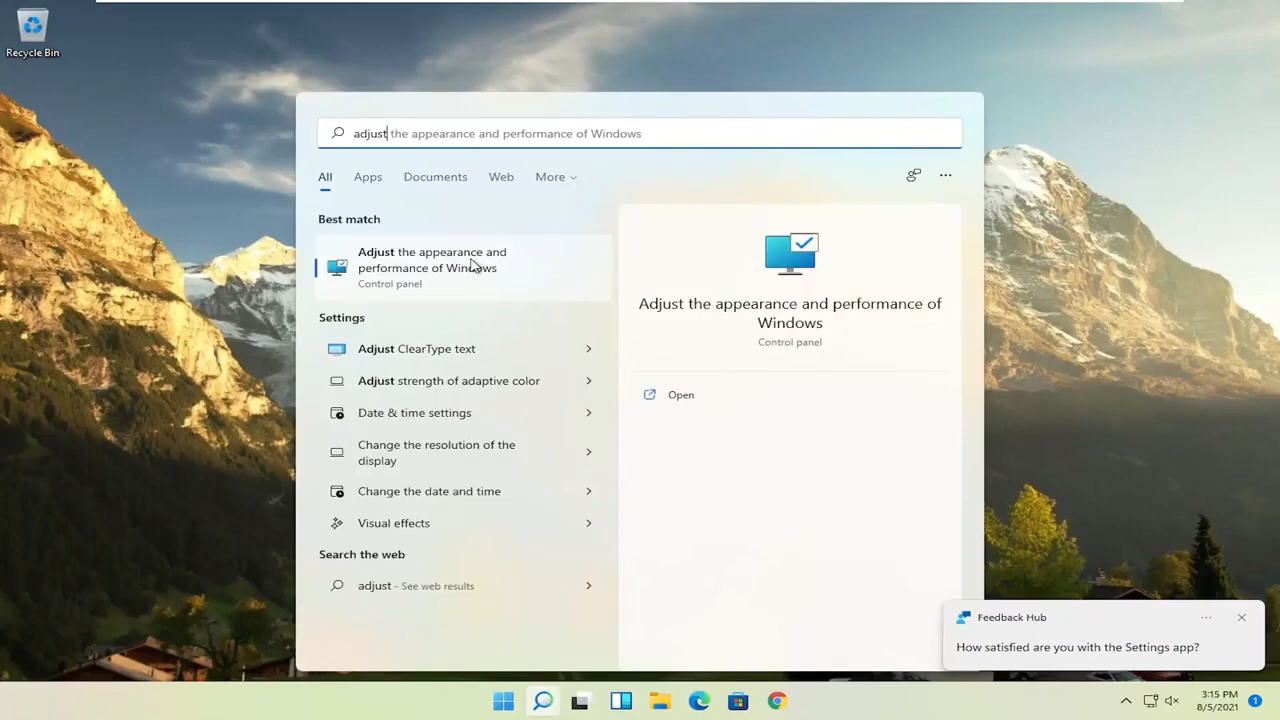 Recycle Bin
adjust the appearance and performance of Windows
All Apps Documents Web More
Best match
Adjust the appearance and
performance of Windows
Control panel
Settings
Adjust ClearType text
Adjust strength of adaptive color
Date & time settings
Change the resolution of the
display
Change the date and time
Visual effects
Search the web
adjust - See web results
Adjust the appearance and performance of
Windows
Control panel
Open
Feedback Hub
How satisfied are you with the Settings app?
3:15 PM
8/5/2021
1